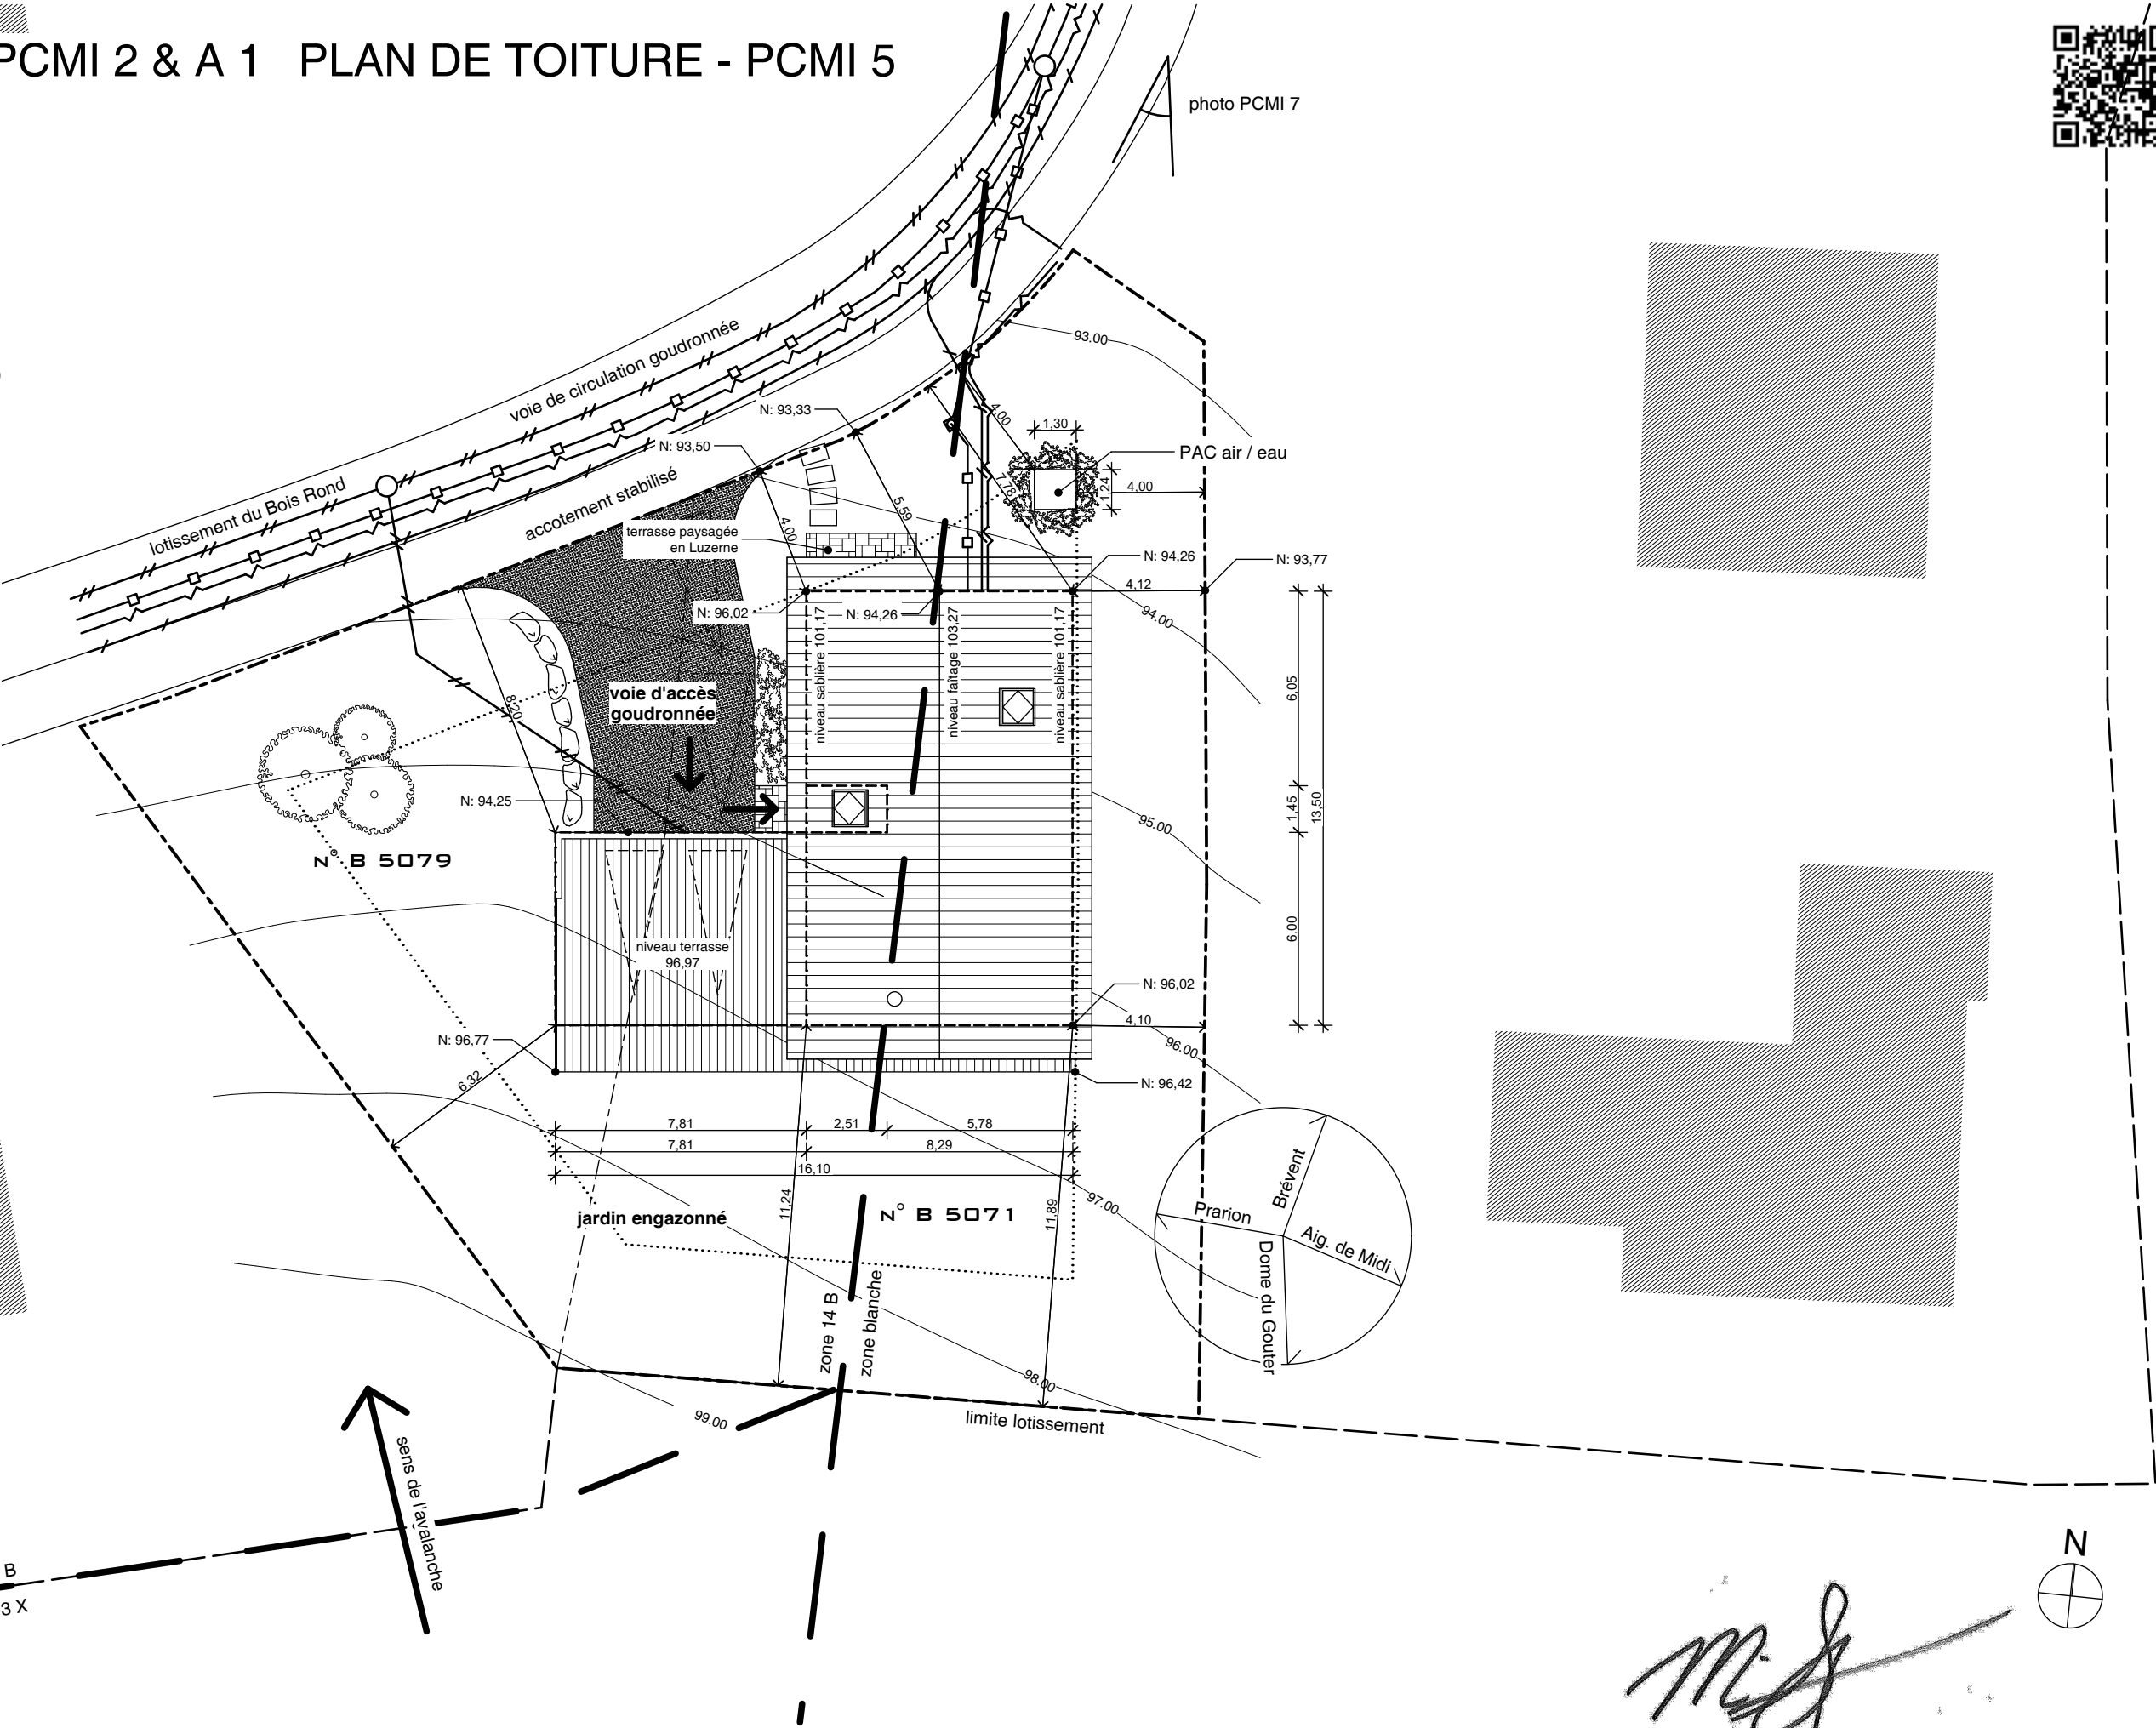 PCMI 2 & A 1 PLAN DE TOITURE - PCMI 5
photo PCMI 7
voie de circulation goudronnée
lotissement du Bois Rond
accotement stabilisé
93.00
N: 93,33
N: 93,50
4,00
1,30
PAC air / eau
1,24
4,00
7,78
5,59
4,00
terrasse paysagée
en Luzerne
N: 94,26
N: 93,77
4,12
94.00
N: 96,02
N: 94,26
niveau sablière 101,17
niveau faîtage 103,27
niveau sablière 101,17
8,20
voie d'accès
goudronnée
6,05
1,45
13,50
6,00
N: 94,25
95.00
N° B 5079
niveau terrasse
96,97
N: 96,02
4,10
96.00
N: 96,77
N: 96,42
6,32
7,81
2,51
5,78
7,81
8,29
16,10
11,24
11,89
97.00
N° B 5071
jardin engazonné
Brévent
Prarion
Aig. de Midi
Dome du Gouter
zone 14 B
zone blanche
98.00
99.00
limite lotissement
sens de l'avalanche
B
3 X
N